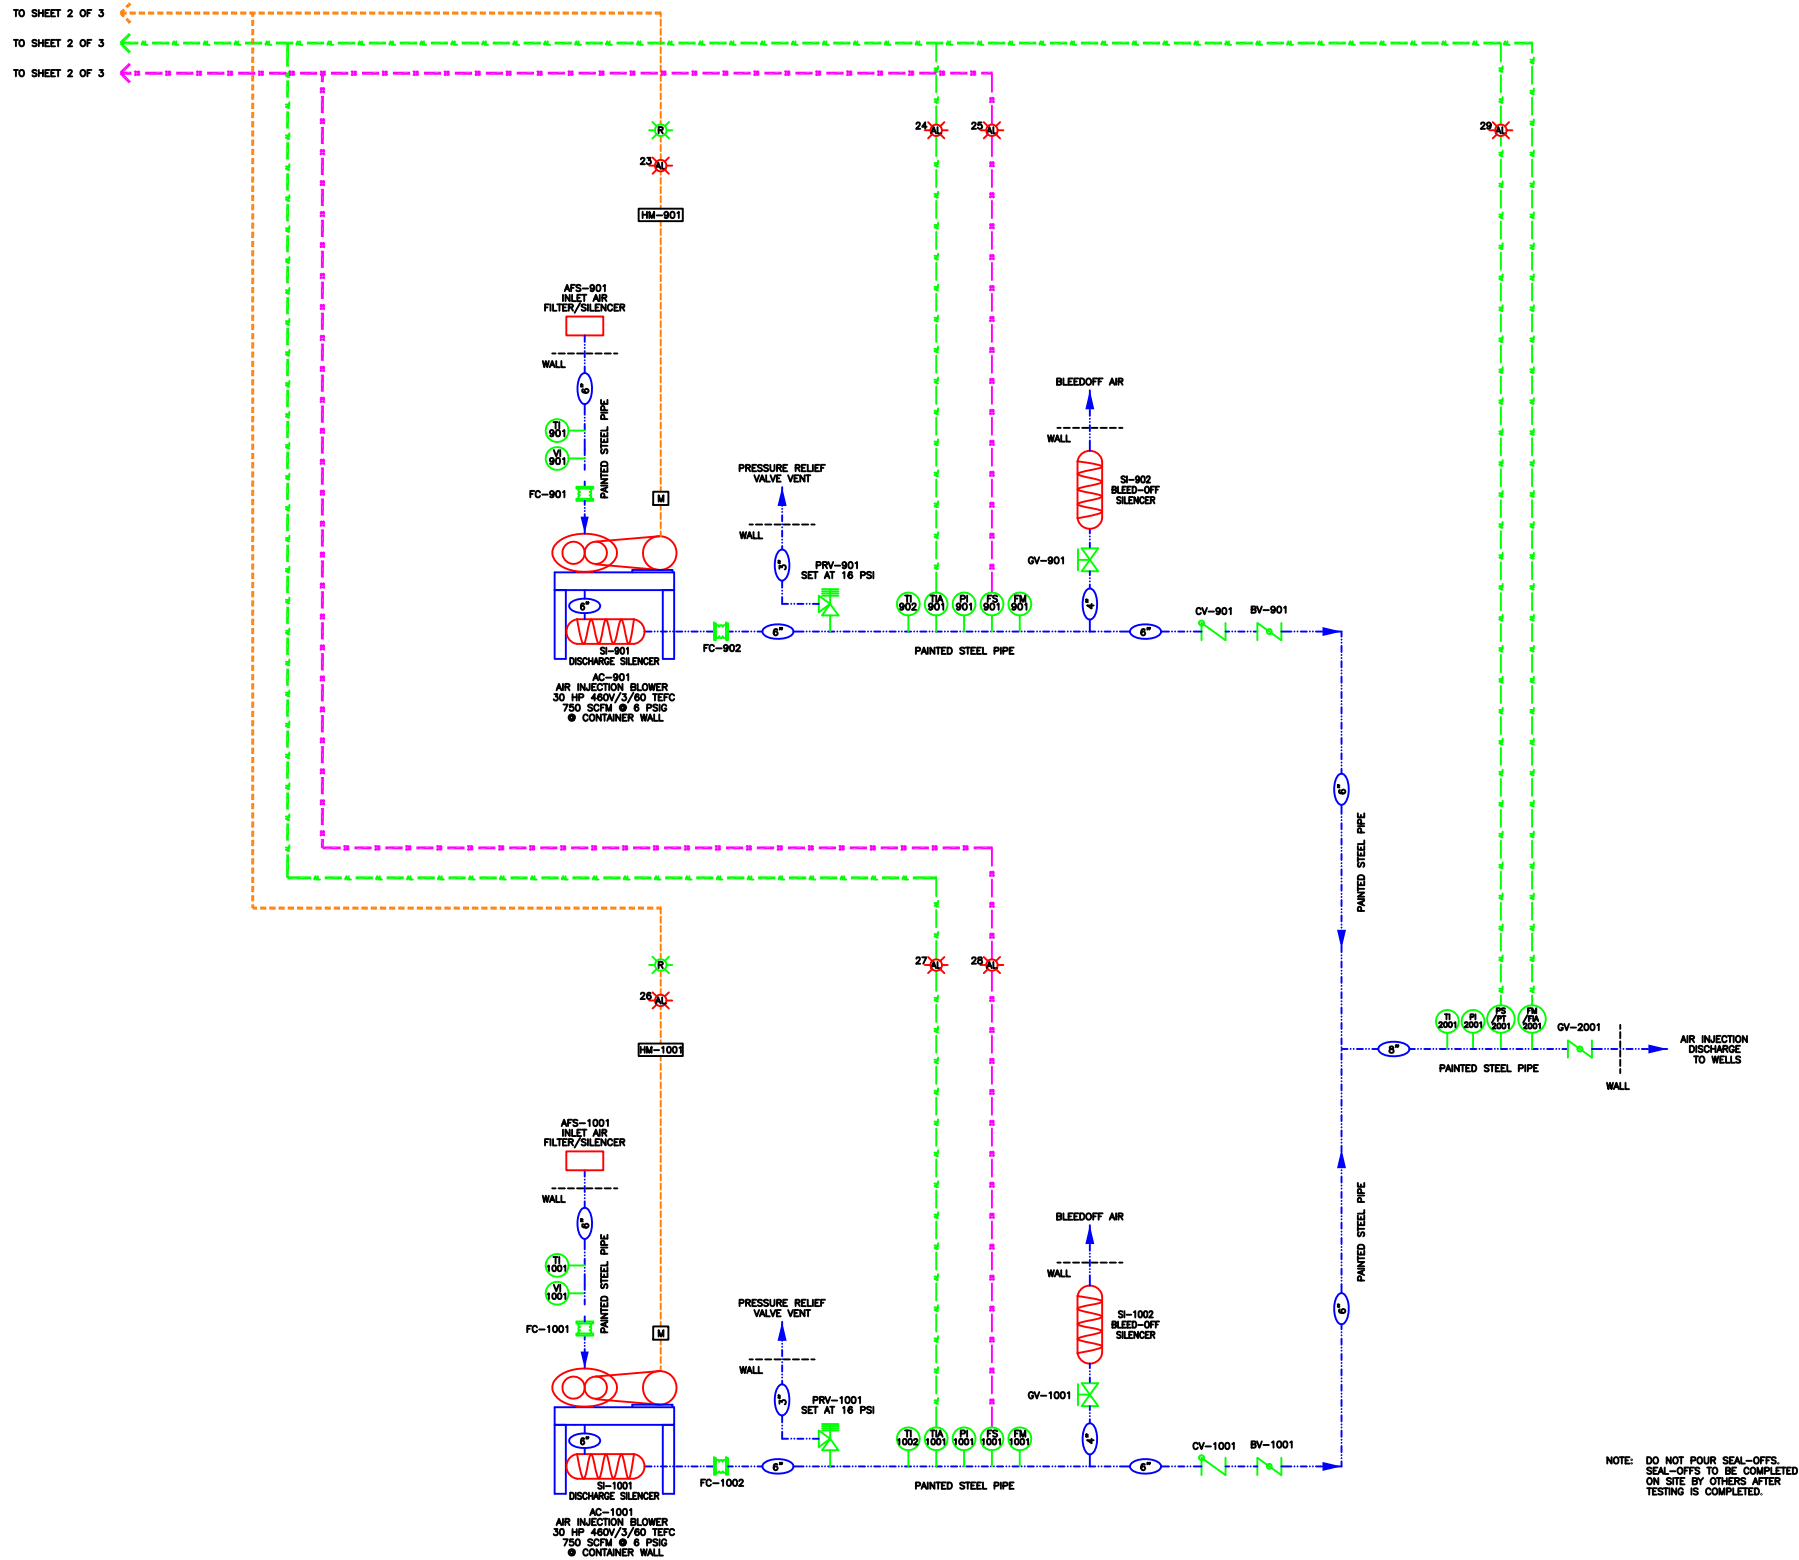 TO SHEET 2 OF 3
TO SHEET 2 OF 3
TO SHEET 2 OF 3
R
23 AL
24 AL
25 AL
29 AL
HM-901
AFS-901
INLET AIR
FILTER/SILENCER
WALL
6"
PAINTED STEEL PIPE
TI
901
VI
901
FC-901
M
BLEEDOFF AIR
WALL
SI-902
BLEED-OFF
SILENCER
PRESSURE RELIEF
VALVE VENT
WALL
3"
PRV-901
SET AT 16 PSI
GV-901
4"
TI
902
TIA
901
PI
901
FS
901
FM
901
6"
SI-901
DISCHARGE SILENCER
FC-902
6"
PAINTED STEEL PIPE
6"
CV-901
BV-901
AC-901
AIR INJECTION BLOWER
30 HP 460V/3/60 TEFC
750 SCFM @ 6 PSIG
@ CONTAINER WALL
6"
PAINTED STEEL PIPE
R
26 AL
27 AL
28 AL
HM-1001
TI
2001
PI
2001
PS
/PT
2001
FM
/FIA
2001
GV-2001
8"
PAINTED STEEL PIPE
WALL
AIR INJECTION
DISCHARGE
TO WELLS
AFS-1001
INLET AIR
FILTER/SILENCER
WALL
6"
PAINTED STEEL PIPE
TI
1001
VI
1001
FC-1001
M
BLEEDOFF AIR
WALL
SI-1002
BLEED-OFF
SILENCER
PAINTED STEEL PIPE
6"
PRESSURE RELIEF
VALVE VENT
WALL
3"
PRV-1001
SET AT 16 PSI
GV-1001
4"
TI
1002
TIA
1001
PI
1001
FS
1001
FM
1001
6"
SI-1001
DISCHARGE SILENCER
FC-1002
6"
PAINTED STEEL PIPE
6"
CV-1001
BV-1001
AC-1001
AIR INJECTION BLOWER
30 HP 460V/3/60 TEFC
750 SCFM @ 6 PSIG
@ CONTAINER WALL
NOTE: DO NOT POUR SEAL-OFFS.
SEAL-OFFS TO BE COMPLETED
ON SITE BY OTHERS AFTER
TESTING IS COMPLETED.